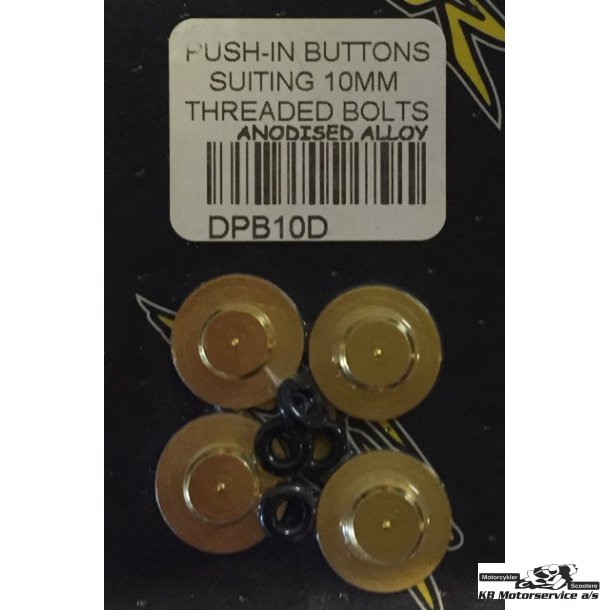 PUSH-IN BUTTONS
SUITING 10MM
THREADED BOLTS
ANODISED ALLOY
DPB10D
Motorcykler Scootere
KB Motorservice a/s